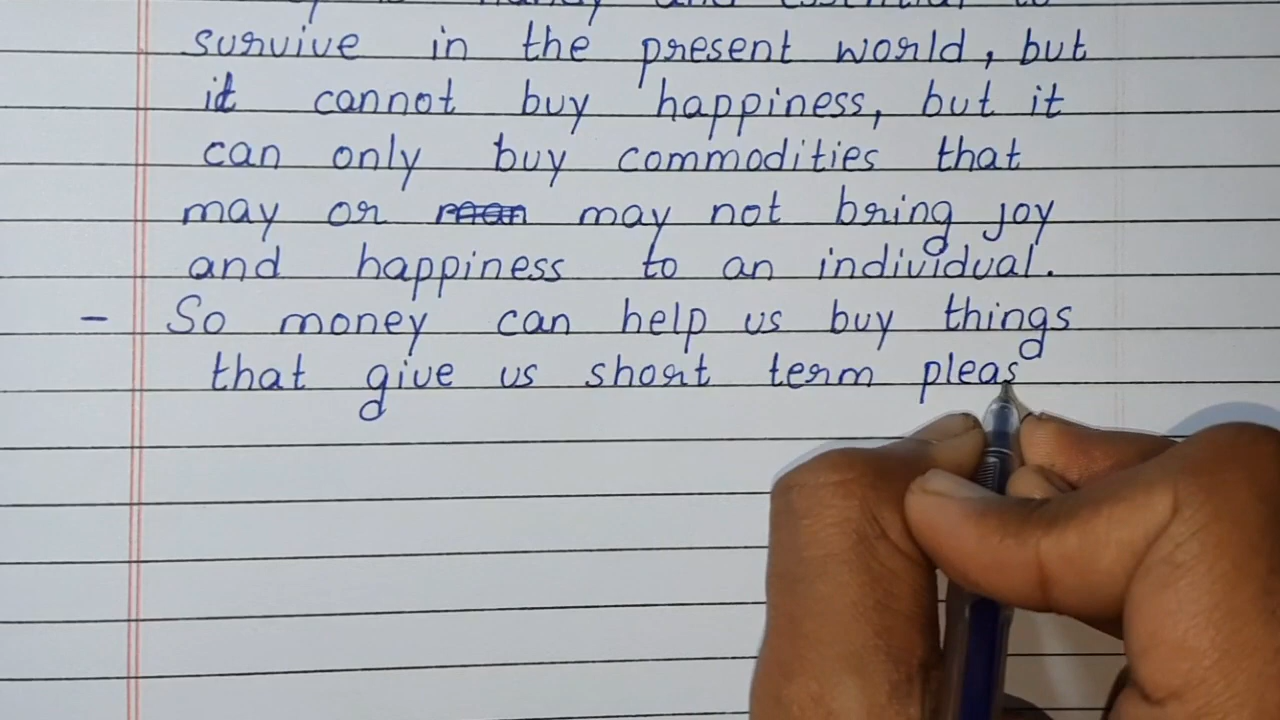 survive in the present world, but
it cannot buy happiness, but it
can only buy commodities that
may or may not bring joy
and happiness to an individual.
- So money can help us buy things
that give us short term pleas